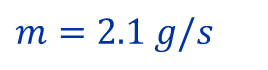 m = 2.1 g/s